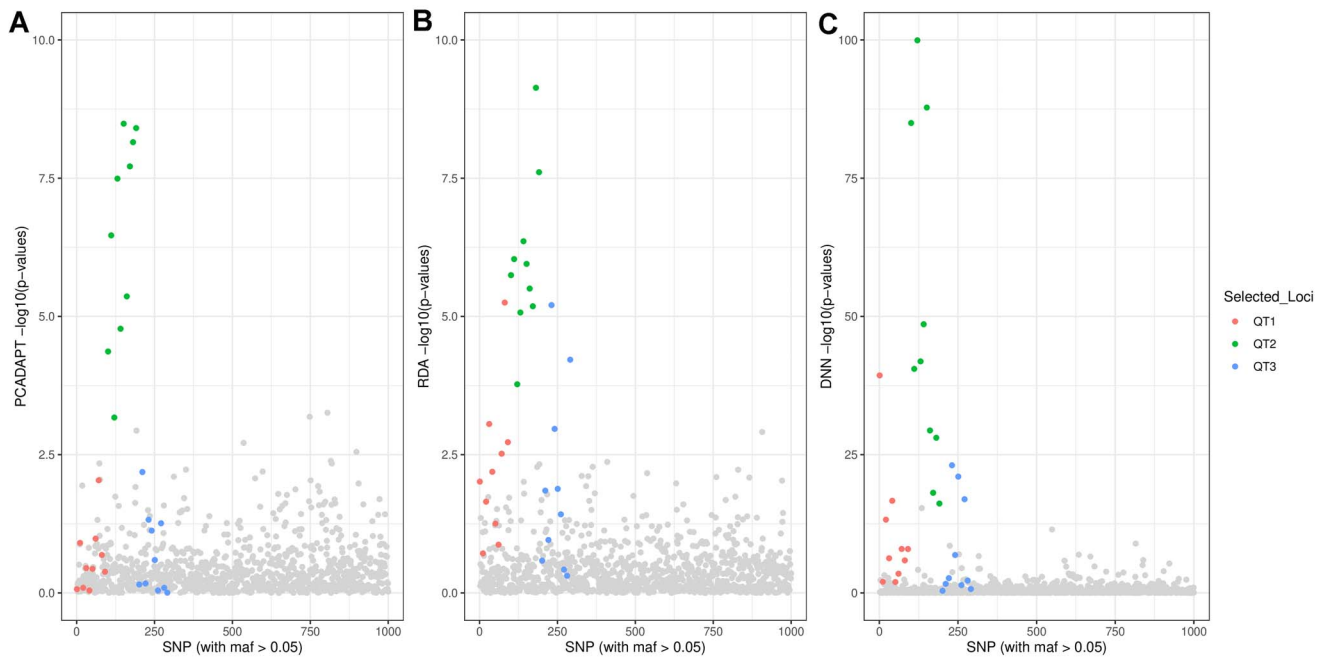 A
B
C
PCADAPT −log10(p−values)
10.0
7.5
5.0
2.5
0.0
0
250
500
750
1000
SNP (with maf > 0.05)
RDA −log10(p−values)
10.0
7.5
5.0
2.5
0.0
0
250
500
750
1000
SNP (with maf > 0.05)
DNN −log10(p−values)
100
75
50
25
0
0
250
500
750
1000
SNP (with maf > 0.05)
Selected_Loci
QT1
QT2
QT3